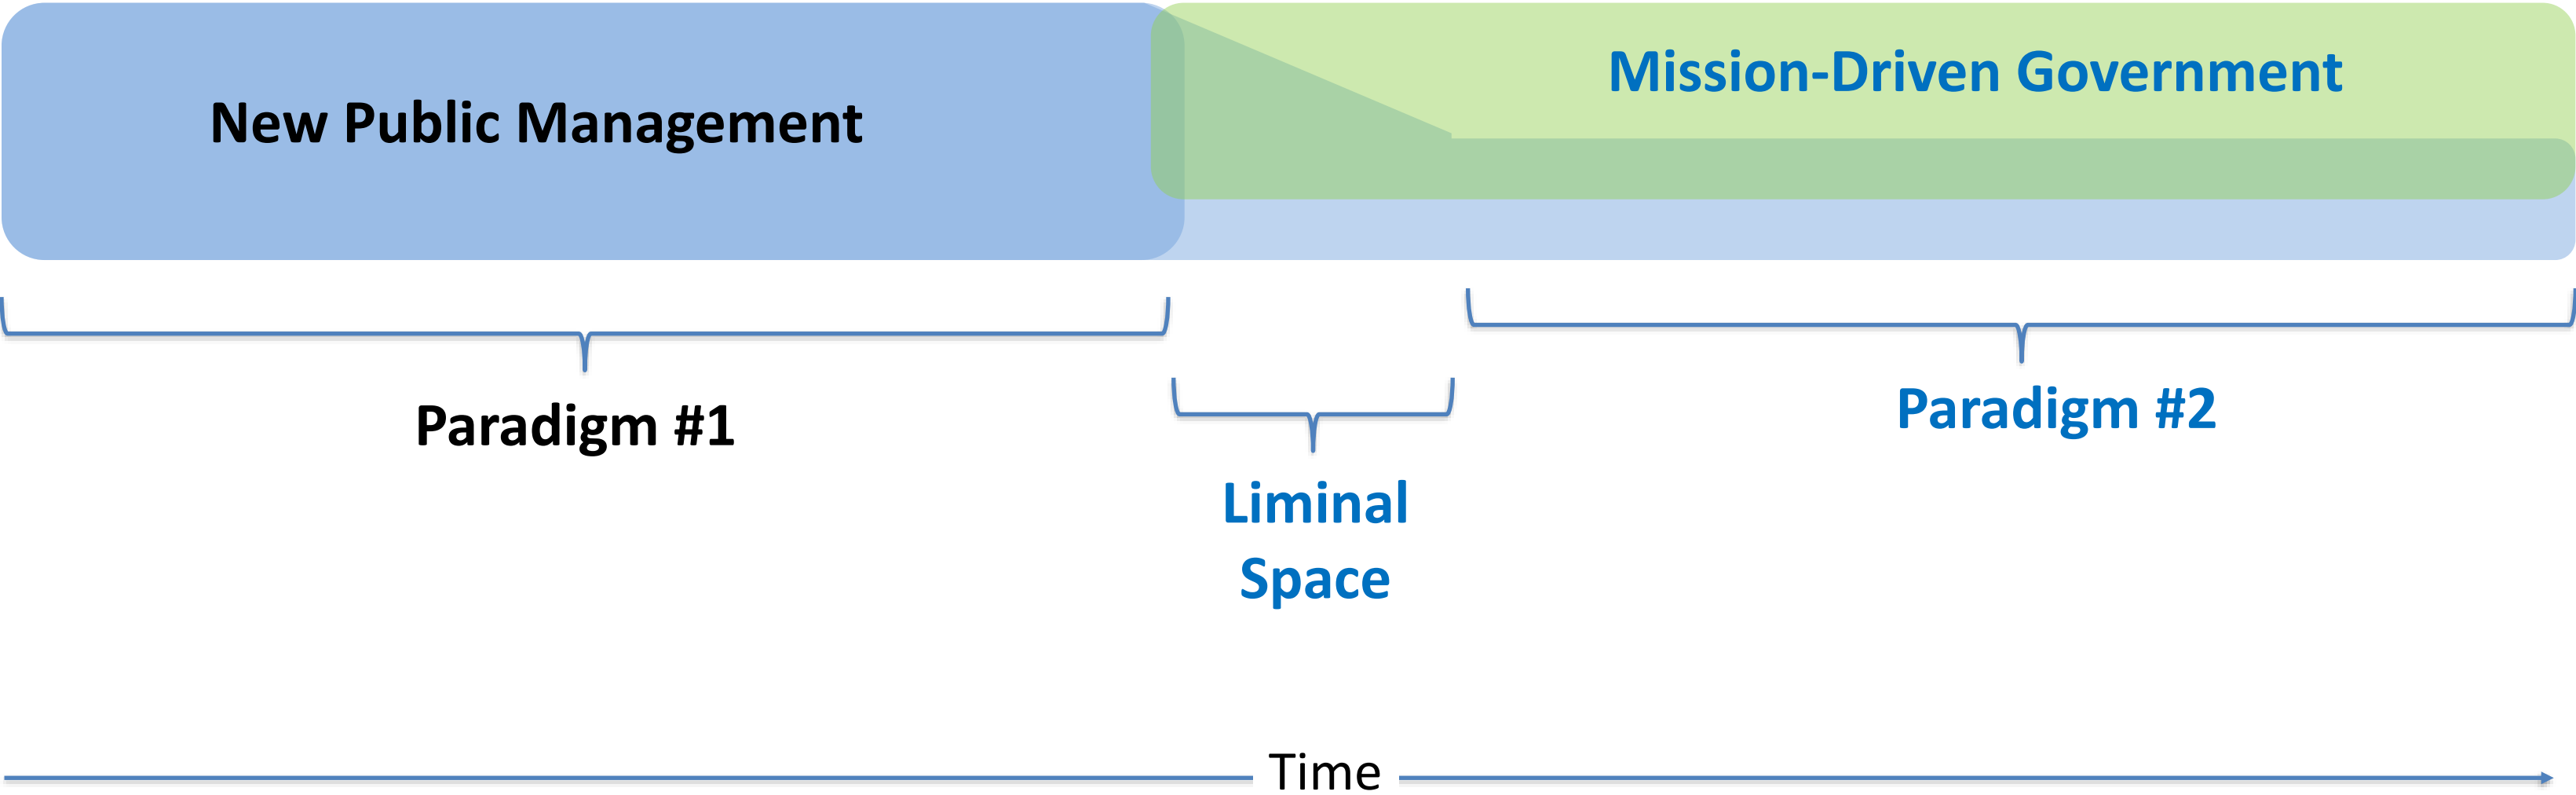 New Public Management
Mission-Driven Government
Paradigm #1
Paradigm #2
Liminal
Space
Time